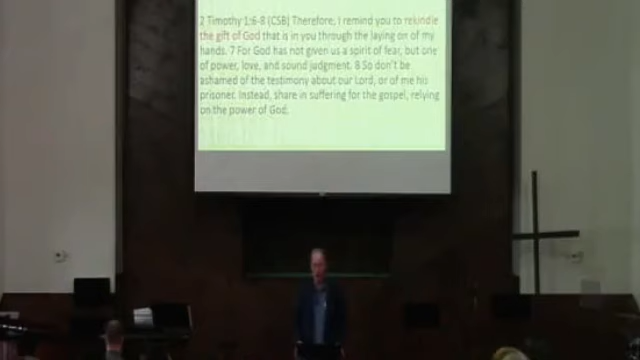 2 Timothy 1:6-8 (CSB) Therefore, I remind you to rekindle
the gift of God that is in you through the laying on of my
hands. 7 For God has not given us a spirit of fear, but one
of power, love, and sound judgment. 8 So don't be
ashamed of the testimony about our Lord, or of me his
prisoner. Instead, share in suffering for the gospel, relying
on the power of God.